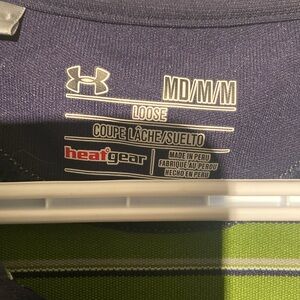 MD/M/M
LOOSE
COUPE LÂCHE/SUELTO
heatgear
MADE IN PERU
FABRIQUÉ AU PÉROU
HECHO EN PERÚ